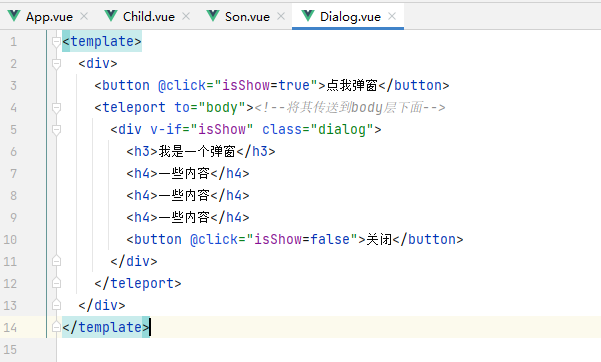 App.vue × Child.vue × Son.vue × Dialog.vue ×
1 <template>
2 <div>
3 <button @click="isShow=true">点我弹窗</button>
4 <teleport to="body"><!--将其传送到body层下面-->
5 <div v-if="isShow" class="dialog">
6 <h3>我是一个弹窗</h3>
7 <h4>一些内容</h4>
8 <h4>一些内容</h4>
9 <h4>一些内容</h4>
10 <button @click="isShow=false">关闭</button>
11 </div>
12 </teleport>
13 </div>
14 </template>
15